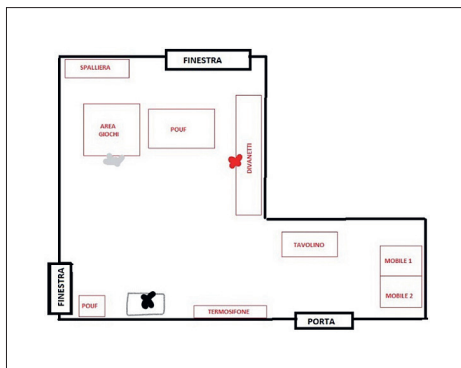 FINESTRA
SPALLIERA
AREA
GIOCHI
POUF
DIVANETTI
TAVOLINO
MOBILE 1
MOBILE 2
FINESTRA
POUF
TERMOSIFONE
PORTA